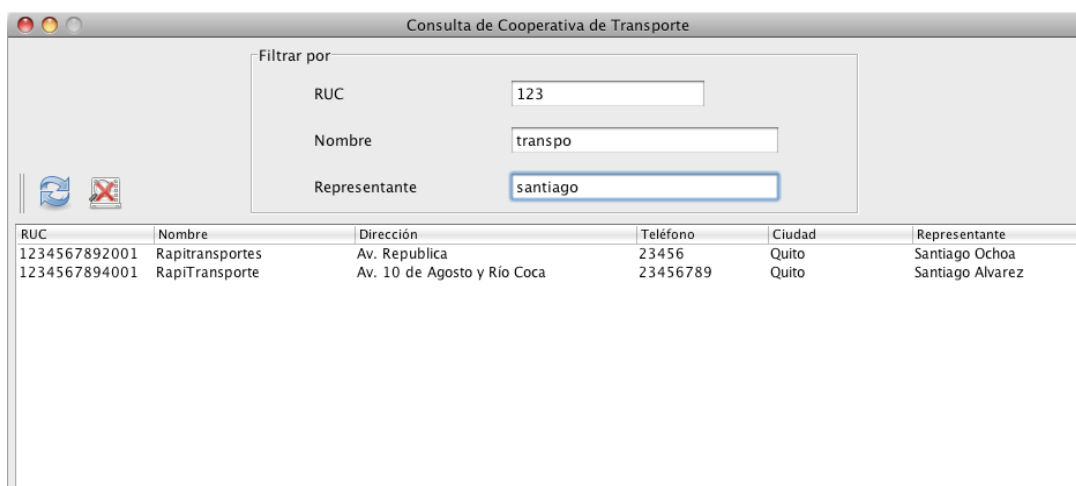 Consulta de Cooperativa de Transporte
Filtrar por
RUC 123
Nombre transpo
Representante santiago
RUC Nombre Dirección Teléfono Ciudad Representante
1234567892001 Rapitransportes Av. Republica 23456 Quito Santiago Ochoa
1234567894001 RapiTransporte Av. 10 de Agosto y Río Coca 23456789 Quito Santiago Alvarez